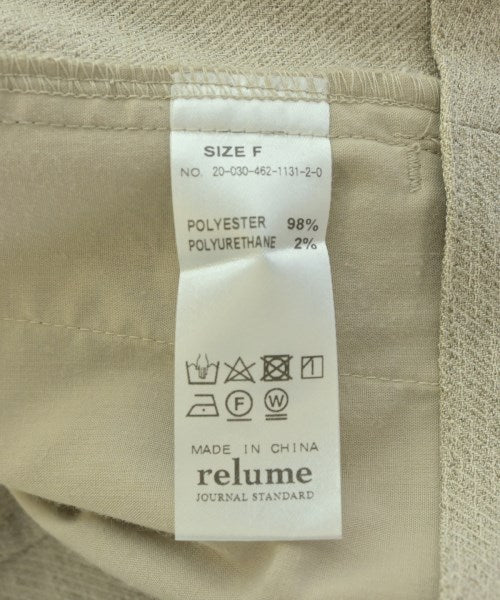 SIZE F
NO. 20-030-462-1131-2-0
POLYESTER 98%
POLYURETHANE 2%
F W
MADE IN CHINA
relume
JOURNAL STANDARD